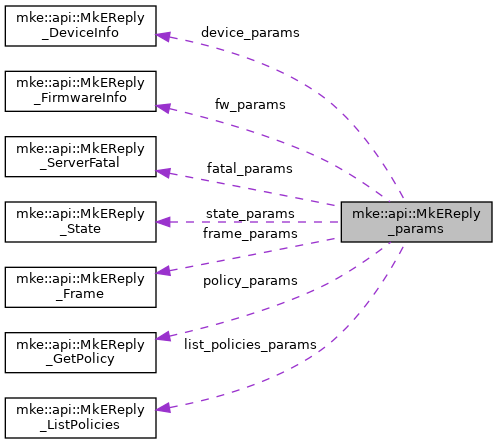 mke::api::MkEReply
_DeviceInfo
device_params
mke::api::MkEReply
_FirmwareInfo
fw_params
mke::api::MkEReply
_ServerFatal
fatal_params
mke::api::MkEReply
_State
state_params
mke::api::MkEReply
_params
frame_params
mke::api::MkEReply
_Frame
policy_params
mke::api::MkEReply
_GetPolicy
list_policies_params
mke::api::MkEReply
_ListPolicies